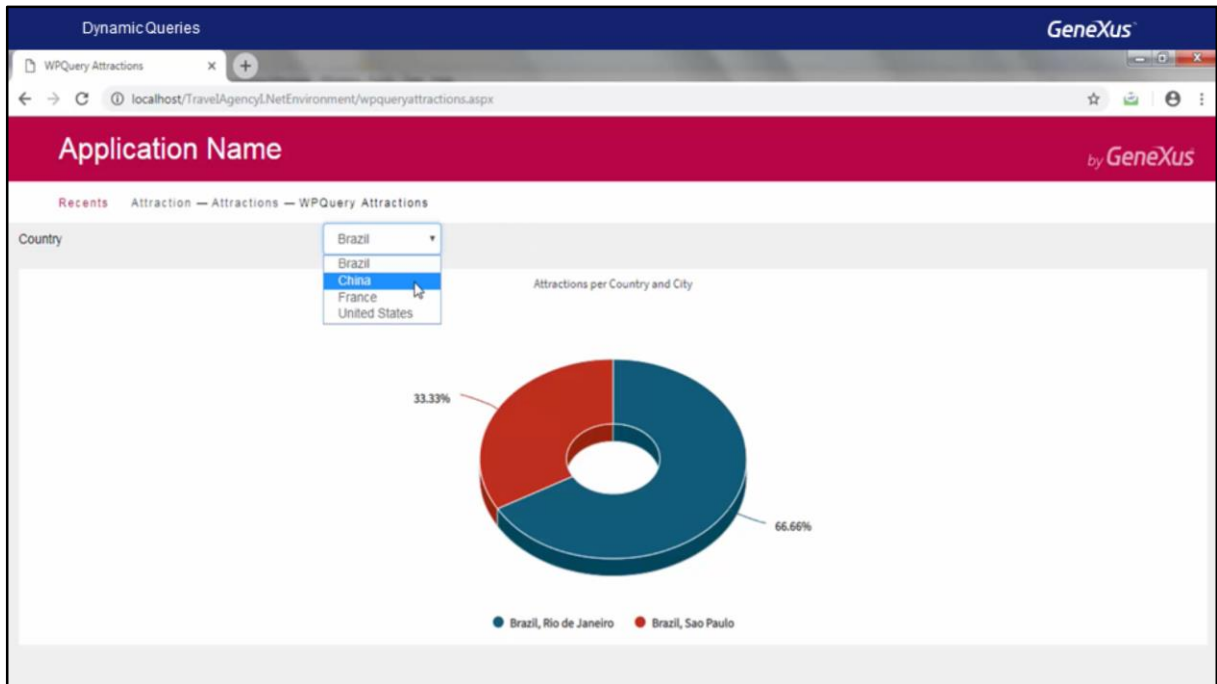 Dynamic Queries
GeneXus
WPQuery Attractions
localhost/TravelAgencyI.NetEnvironment/wpqueryattractions.aspx
Application Name
by GeneXus
Recents Attraction — Attractions — WPQuery Attractions
Country
Brazil
Brazil
China
France
United States
Attractions per Country and City
33.33%
66.66%
Brazil, Rio de Janeiro
Brazil, Sao Paulo